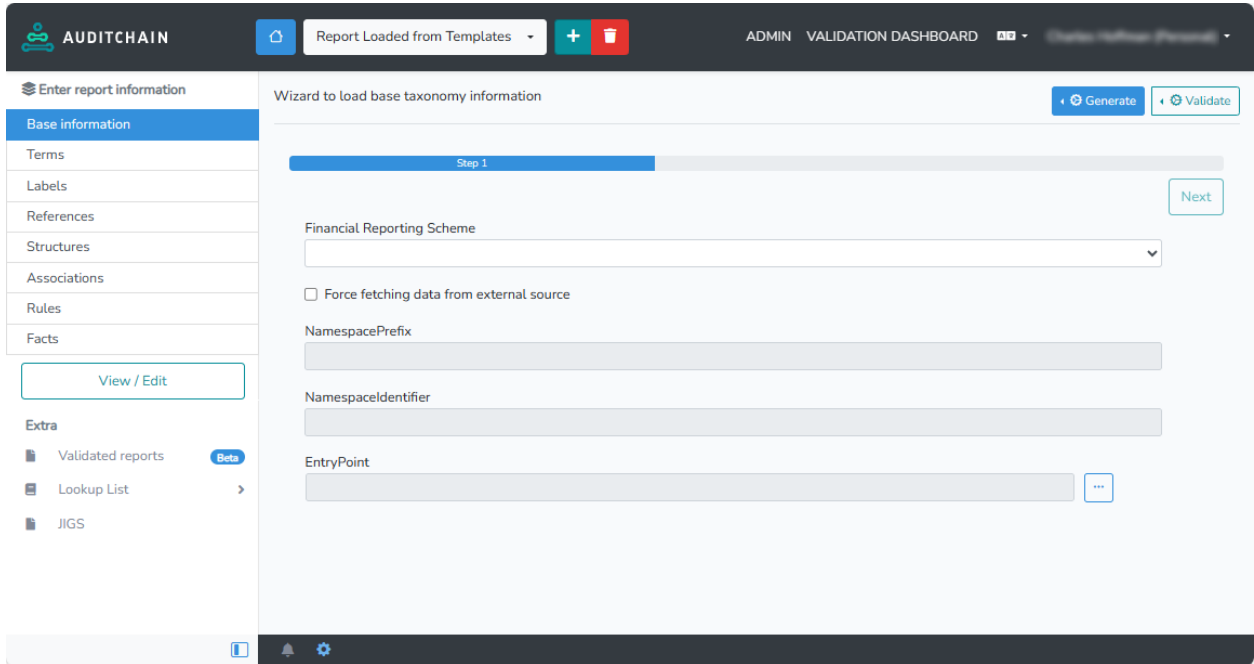 AUDITCHAIN
Report Loaded from Templates
ADMIN VALIDATION DASHBOARD
Enter report information
Base information
Terms
Labels
References
Structures
Associations
Rules
Facts
View / Edit
Extra
Validated reports Beta
Lookup List
JIGS
Wizard to load base taxonomy information
Generate Validate
Step 1
Next
Financial Reporting Scheme
Force fetching data from external source
NamespacePrefix
NamespaceIdentifier
EntryPoint
...